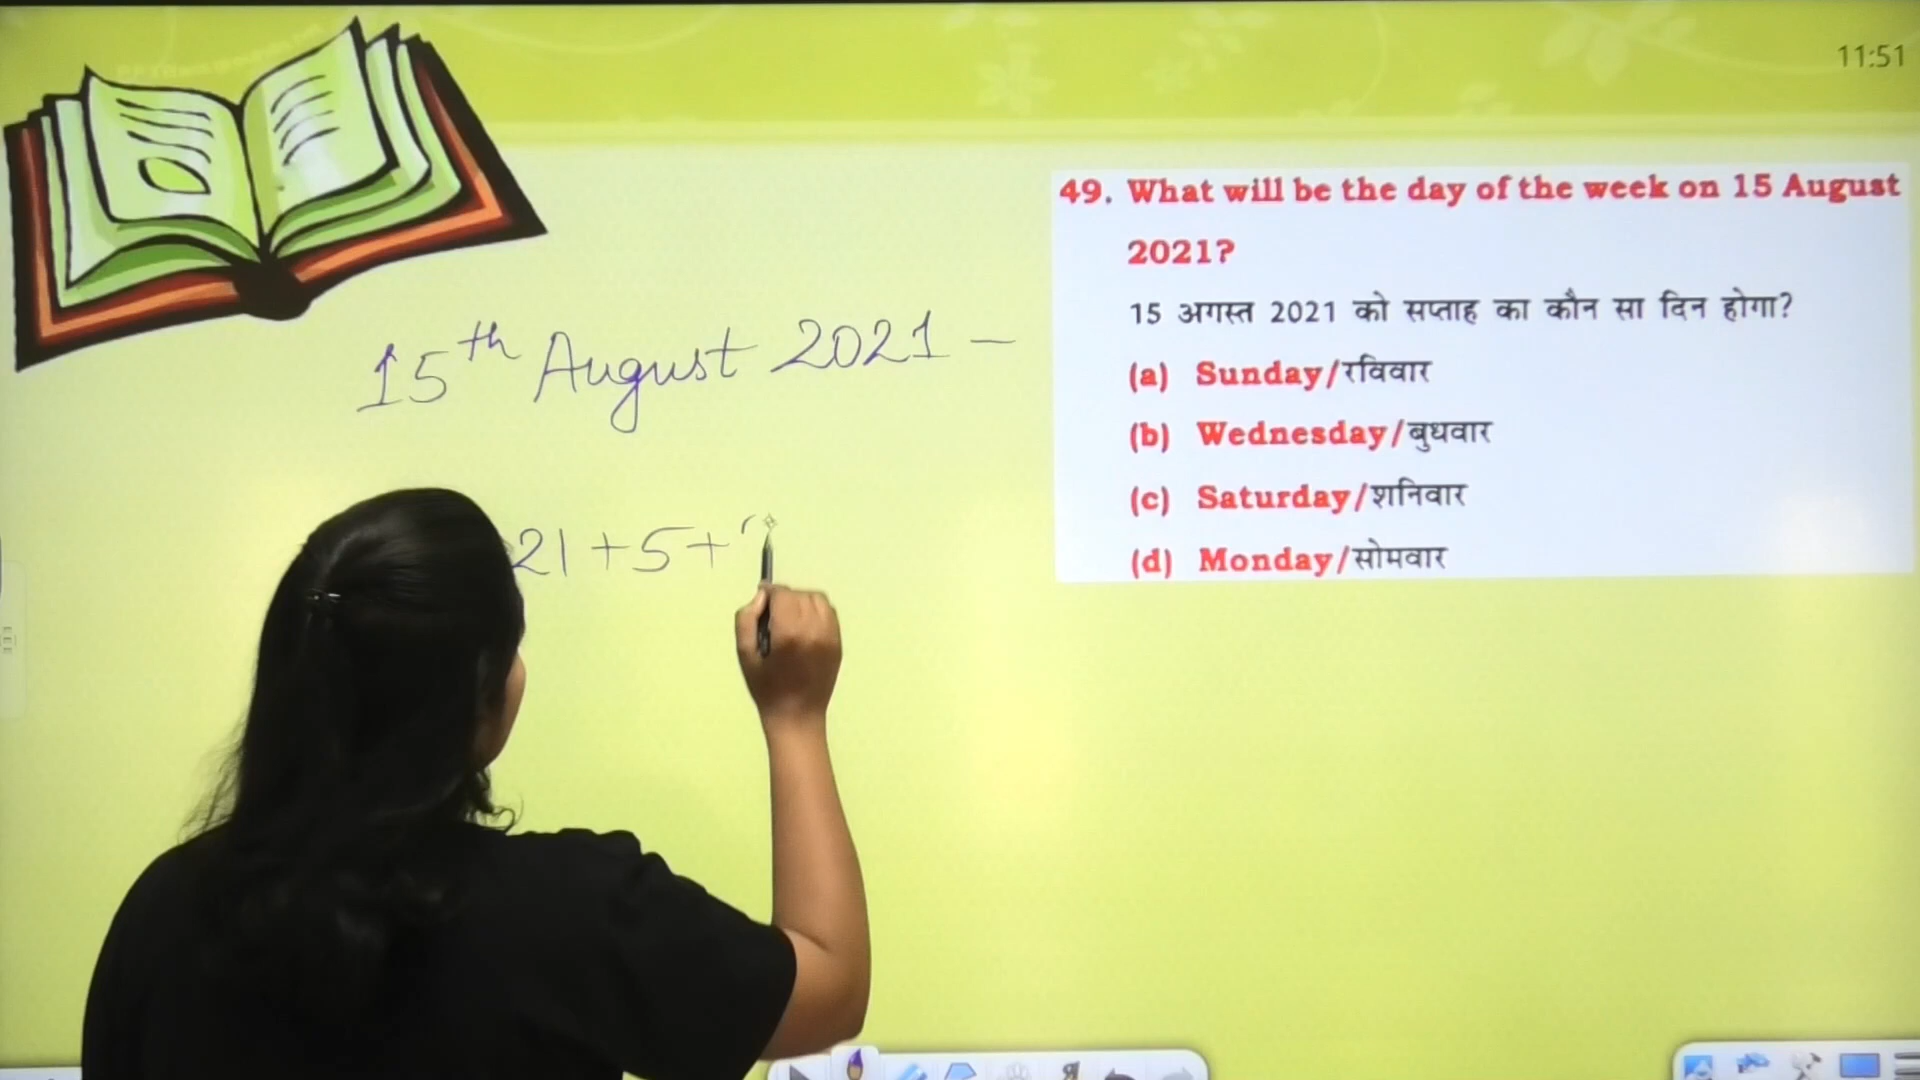 11:51
49. What will be the day of the week on 15 August
2021?
15 अगस्त 2021 को सप्ताह का कौन सा दिन होगा?
(a) Sunday/रविवार
(b) Wednesday/बुधवार
(c) Saturday/शनिवार
(d) Monday/सोमवार
15th August 2021 –
21+5+